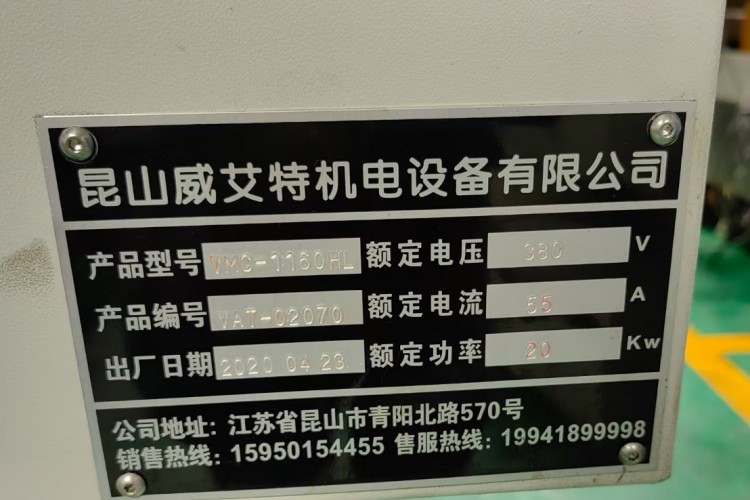 昆山威艾特机电设备有限公司
产品型号 VMC-1160HL 额定电压 380 V
产品编号 VAT-02070 额定电流 55 A
出厂日期 2020 04 23 额定功率 20 Kw
公司地址: 江苏省昆山市青阳北路570号
销售热线: 15950154455 售服热线: 19941899998